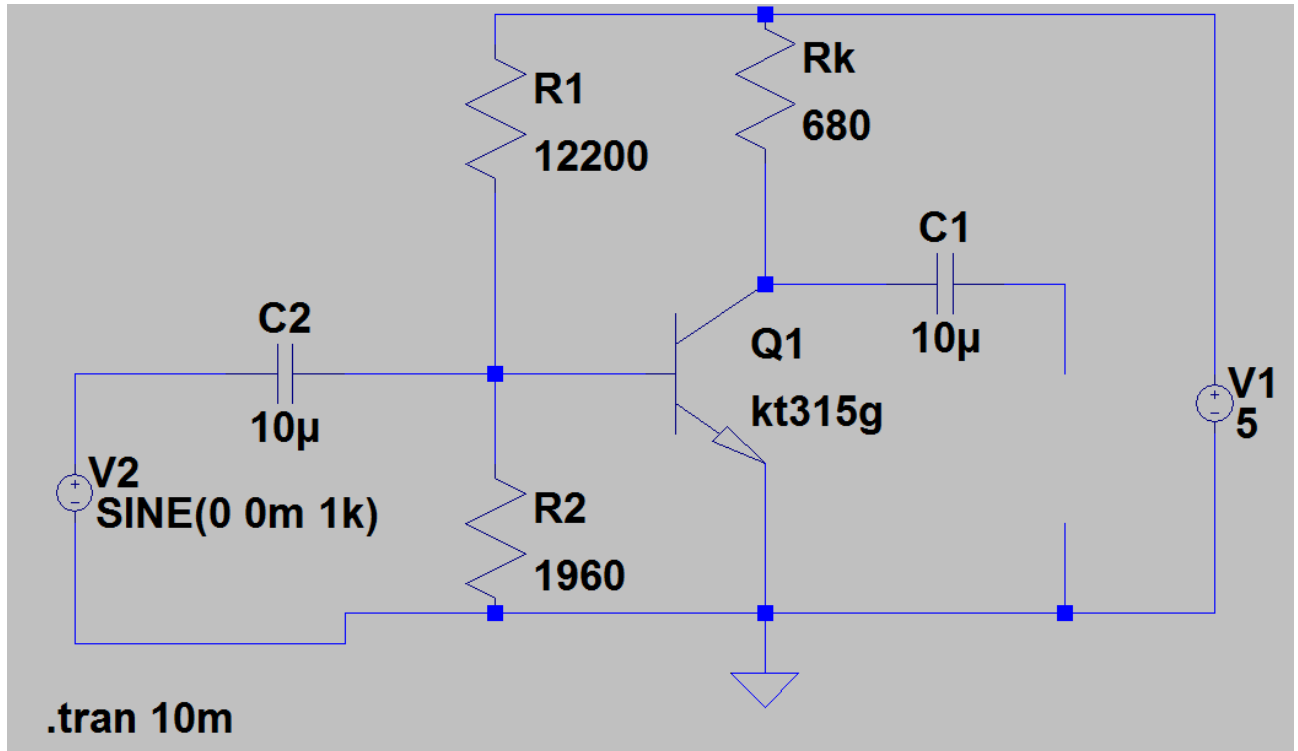 R1
12200
Rk
680
C1
10µ
C2
10µ
Q1
kt315g
V1
5
+
−
V2
SINE(0 0m 1k)
+
−
R2
1960
.tran 10m